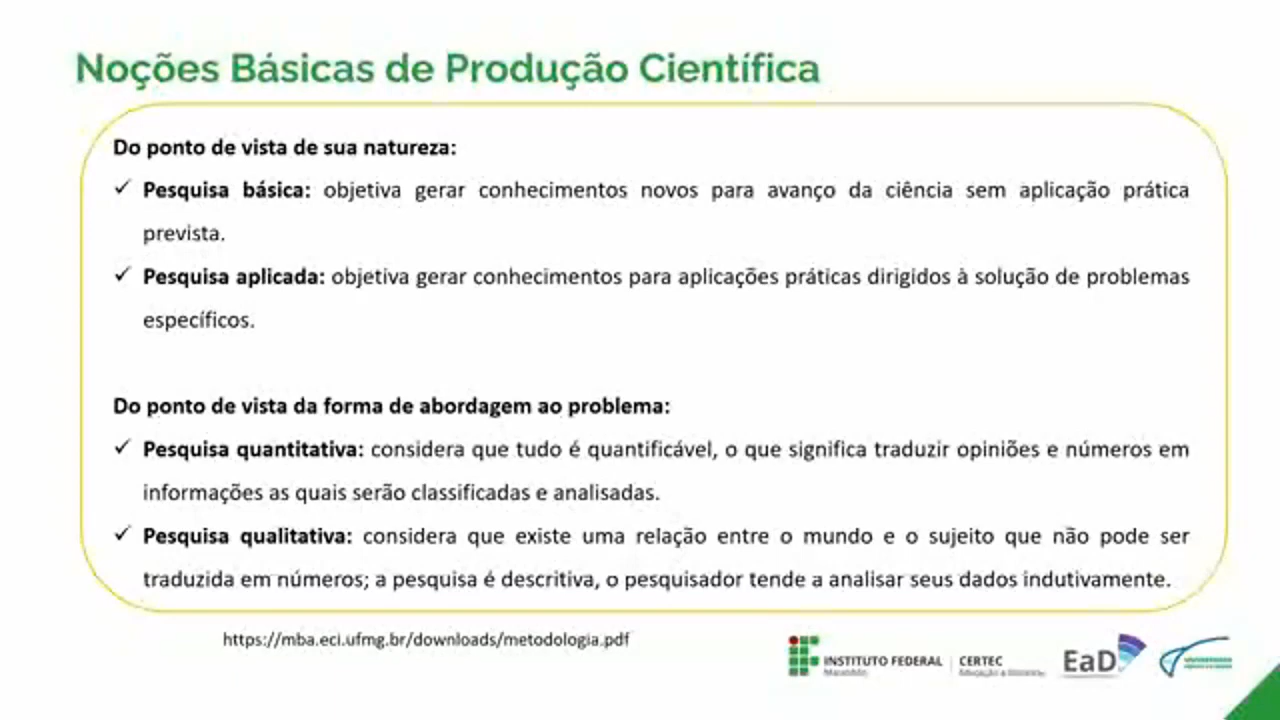 Noções Básicas de Produção Científica
Do ponto de vista de sua natureza:
✓ Pesquisa básica: objetiva gerar conhecimentos novos para avanço da ciência sem aplicação prática
prevista.
✓ Pesquisa aplicada: objetiva gerar conhecimentos para aplicações práticas dirigidos à solução de problemas
específicos.
Do ponto de vista da forma de abordagem ao problema:
✓ Pesquisa quantitativa: considera que tudo é quantificável, o que significa traduzir opiniões e números em
informações as quais serão classificadas e analisadas.
✓ Pesquisa qualitativa: considera que existe uma relação entre o mundo e o sujeito que não pode ser
traduzida em números; a pesquisa é descritiva, o pesquisador tende a analisar seus dados indutivamente.
https://mba.eci.ufmg.br/downloads/metodologia.pdf
INSTITUTO FEDERAL
Maranhão
CERTEC
EaD